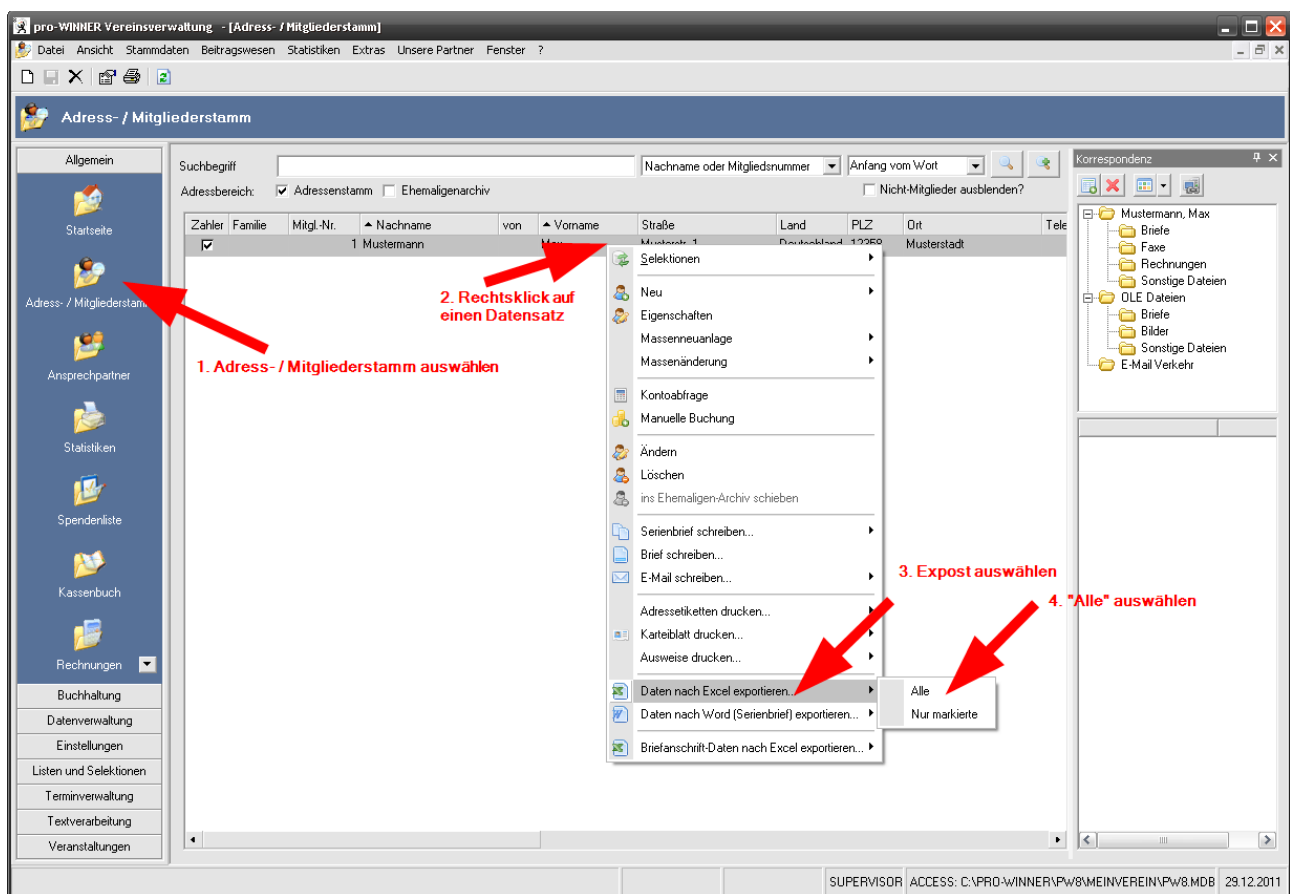 pro-WINNER Vereinsverwaltung - [Adress- / Mitgliederstamm]
Datei Ansicht Stammdaten Beitragswesen Statistiken Extras Unsere Partner Fenster ?
Adress- / Mitgliederstamm
Allgemein
Startseite
Adress- / Mitgliederstamm
Ansprechpartner
Statistiken
Spendenliste
Kassenbuch
Rechnungen
Buchhaltung
Datenverwaltung
Einstellungen
Listen und Selektionen
Terminverwaltung
Textverarbeitung
Veranstaltungen
Suchbegriff Nachname oder Mitgliedsnummer Anfang vom Wort
Adressbereich: Adressenstamm Ehemaligenarchiv Nicht-Mitglieder ausblenden?
Zahler Familie Mitgl.-Nr. Nachname von Vorname Straße Land PLZ Ort Tele
1 Mustermann Max Musterstr. 1 Deutschland 12358 Musterstadt
1. Adress- / Mitgliederstamm auswählen
2. Rechtsklick auf
einen Datensatz
Selektionen
Neu
Eigenschaften
Massenneuanlage
Massenänderung
Kontoabfrage
Manuelle Buchung
Ändern
Löschen
ins Ehemaligen-Archiv schieben
Serienbrief schreiben...
Brief schreiben...
E-Mail schreiben...
Adressetiketten drucken...
Karteiblatt drucken...
Ausweise drucken...
Daten nach Excel exportieren...
Daten nach Word (Serienbrief) exportieren...
Briefanschrift-Daten nach Excel exportieren...
3. Expost auswählen
4. "Alle" auswählen
Alle
Nur markierte
Korrespondenz
Mustermann, Max
Briefe
Faxe
Rechnungen
Sonstige Dateien
OLE Dateien
Briefe
Bilder
Sonstige Dateien
E-Mail Verkehr
SUPERVISOR ACCESS: C:\PRO-WINNER\PW8\MEINVEREIN\PW8.MDB 29.12.2011